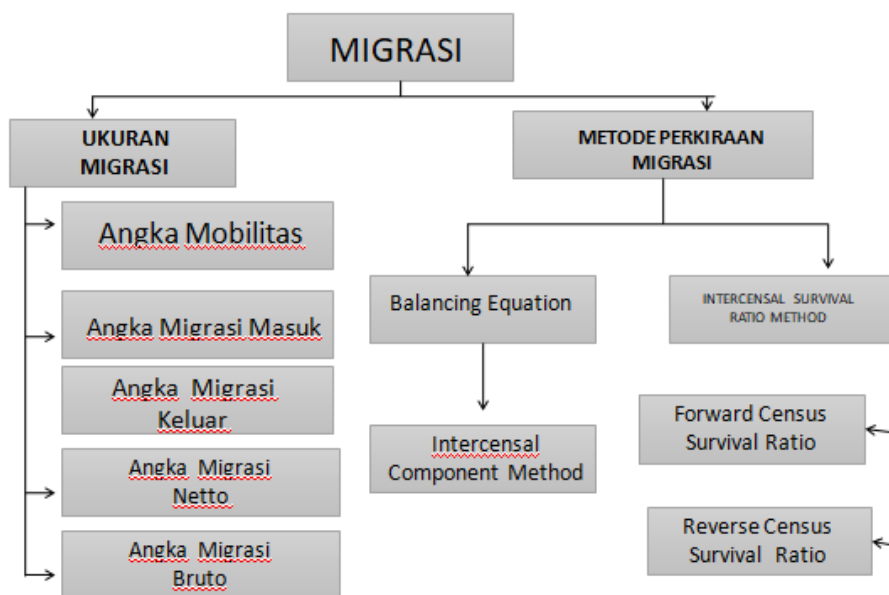 MIGRASI
UKURAN
MIGRASI
Angka Mobilitas
Angka Migrasi Masuk
Angka Migrasi
Keluar
Angka Migrasi
Netto
Angka Migrasi
Bruto
METODE PERKIRAAN
MIGRASI
Balancing Equation
Intercensal
Component Method
INTERCENSAL SURVIVAL
RATIO METHOD
Forward Census
Survival Ratio
Reverse Census
Survival Ratio